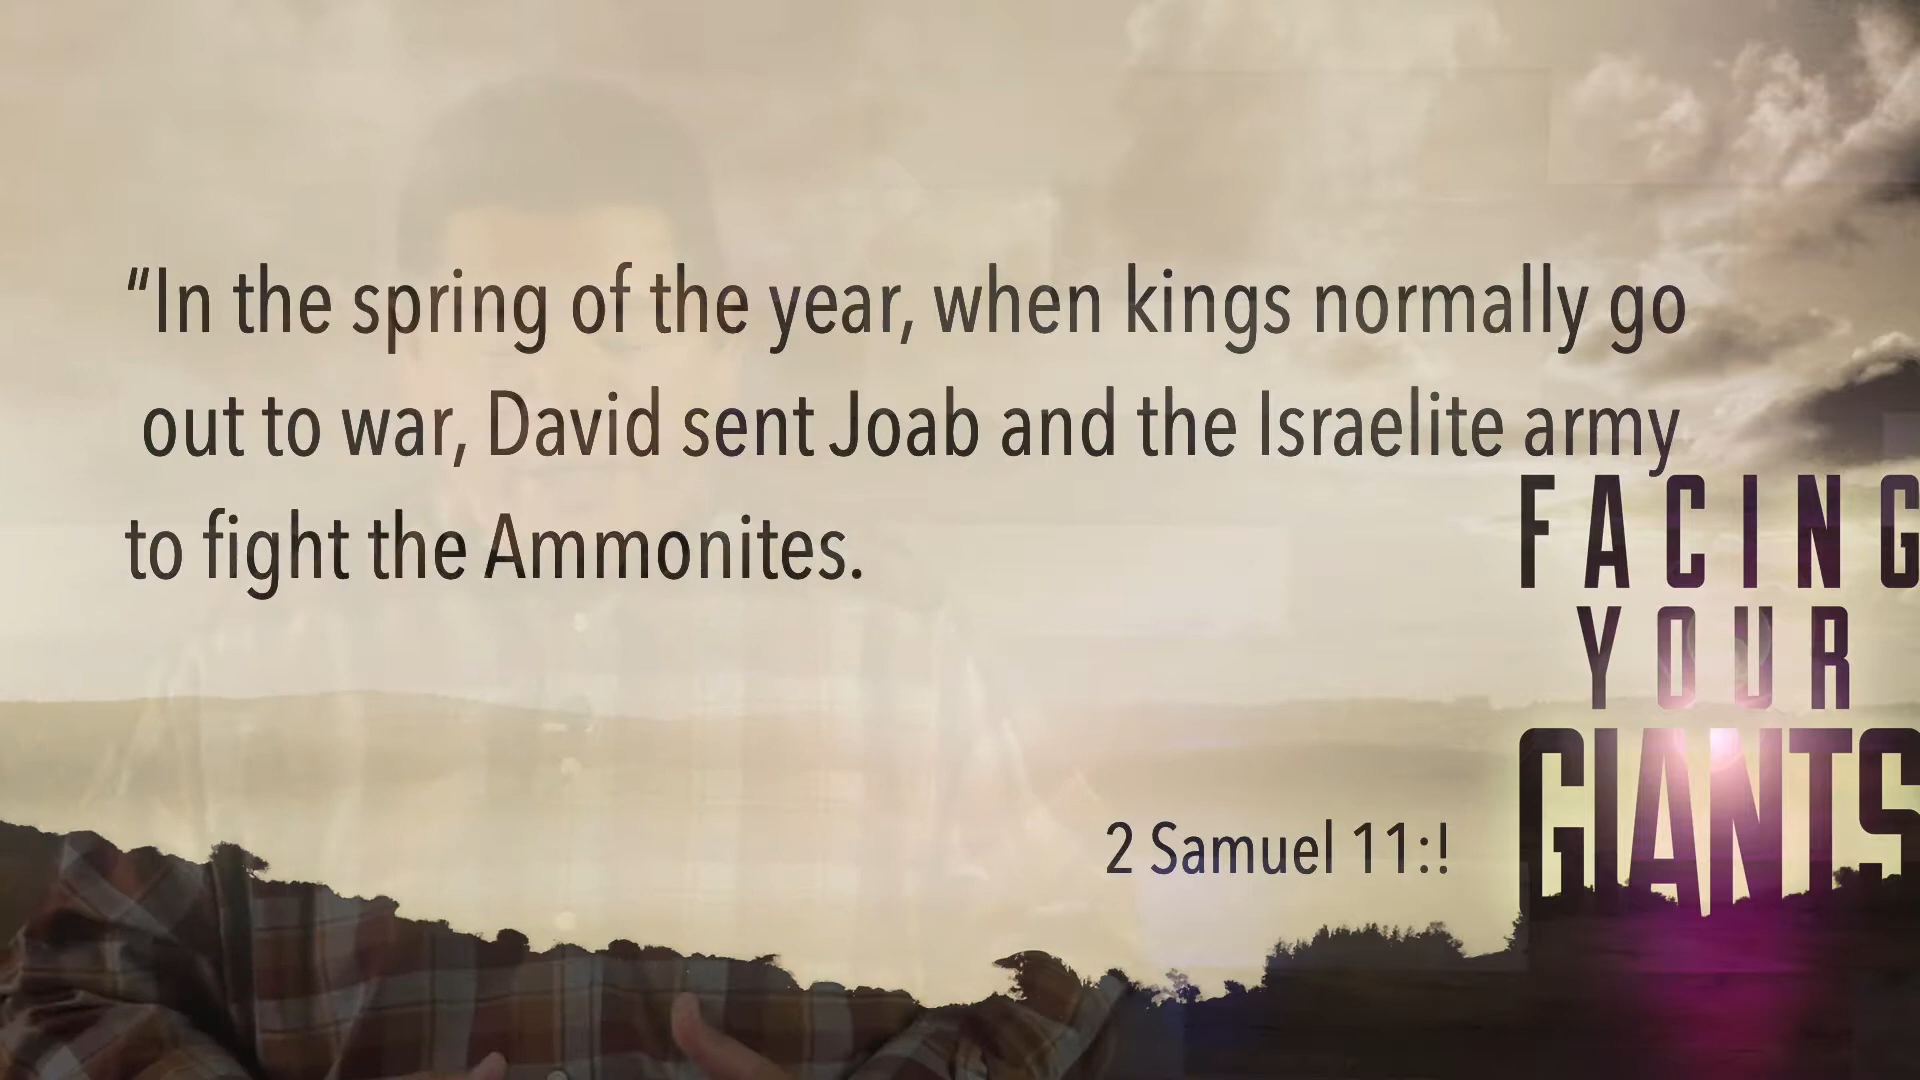 “In the spring of the year, when kings normally go
out to war, David sent Joab and the Israelite army
to fight the Ammonites.
2 Samuel 11:!
FACING
YOUR
GIANTS